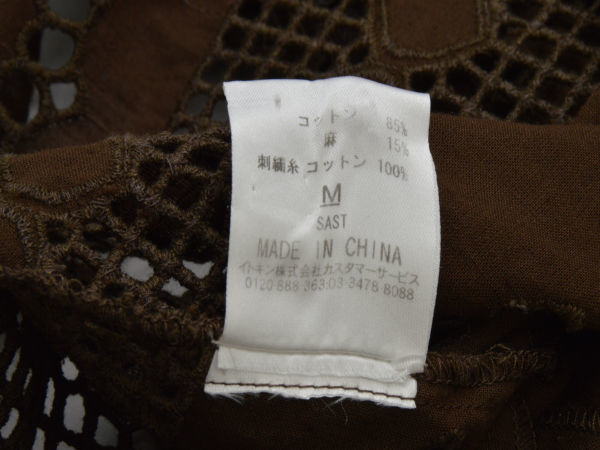 コットン 85%
麻 15%
刺繍糸 コットン 100%
M
SAST
MADE IN CHINA
イトキン株式会社カスタマーサービス
0120-888-363:03-3478-8088